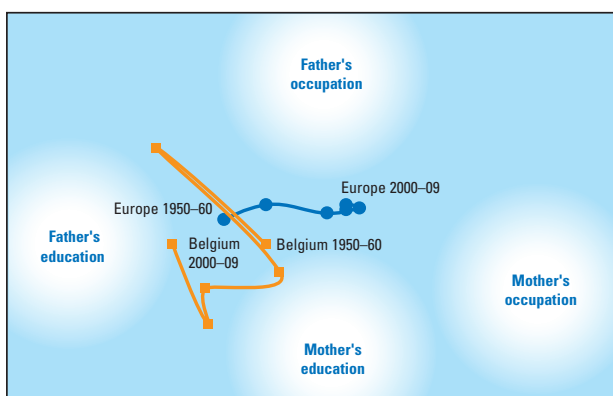 Father's
occupation
Europe 2000–09
Europe 1950–60
Father's
education
Belgium
2000–09
Belgium 1950–60
Mother's
occupation
Mother's
education